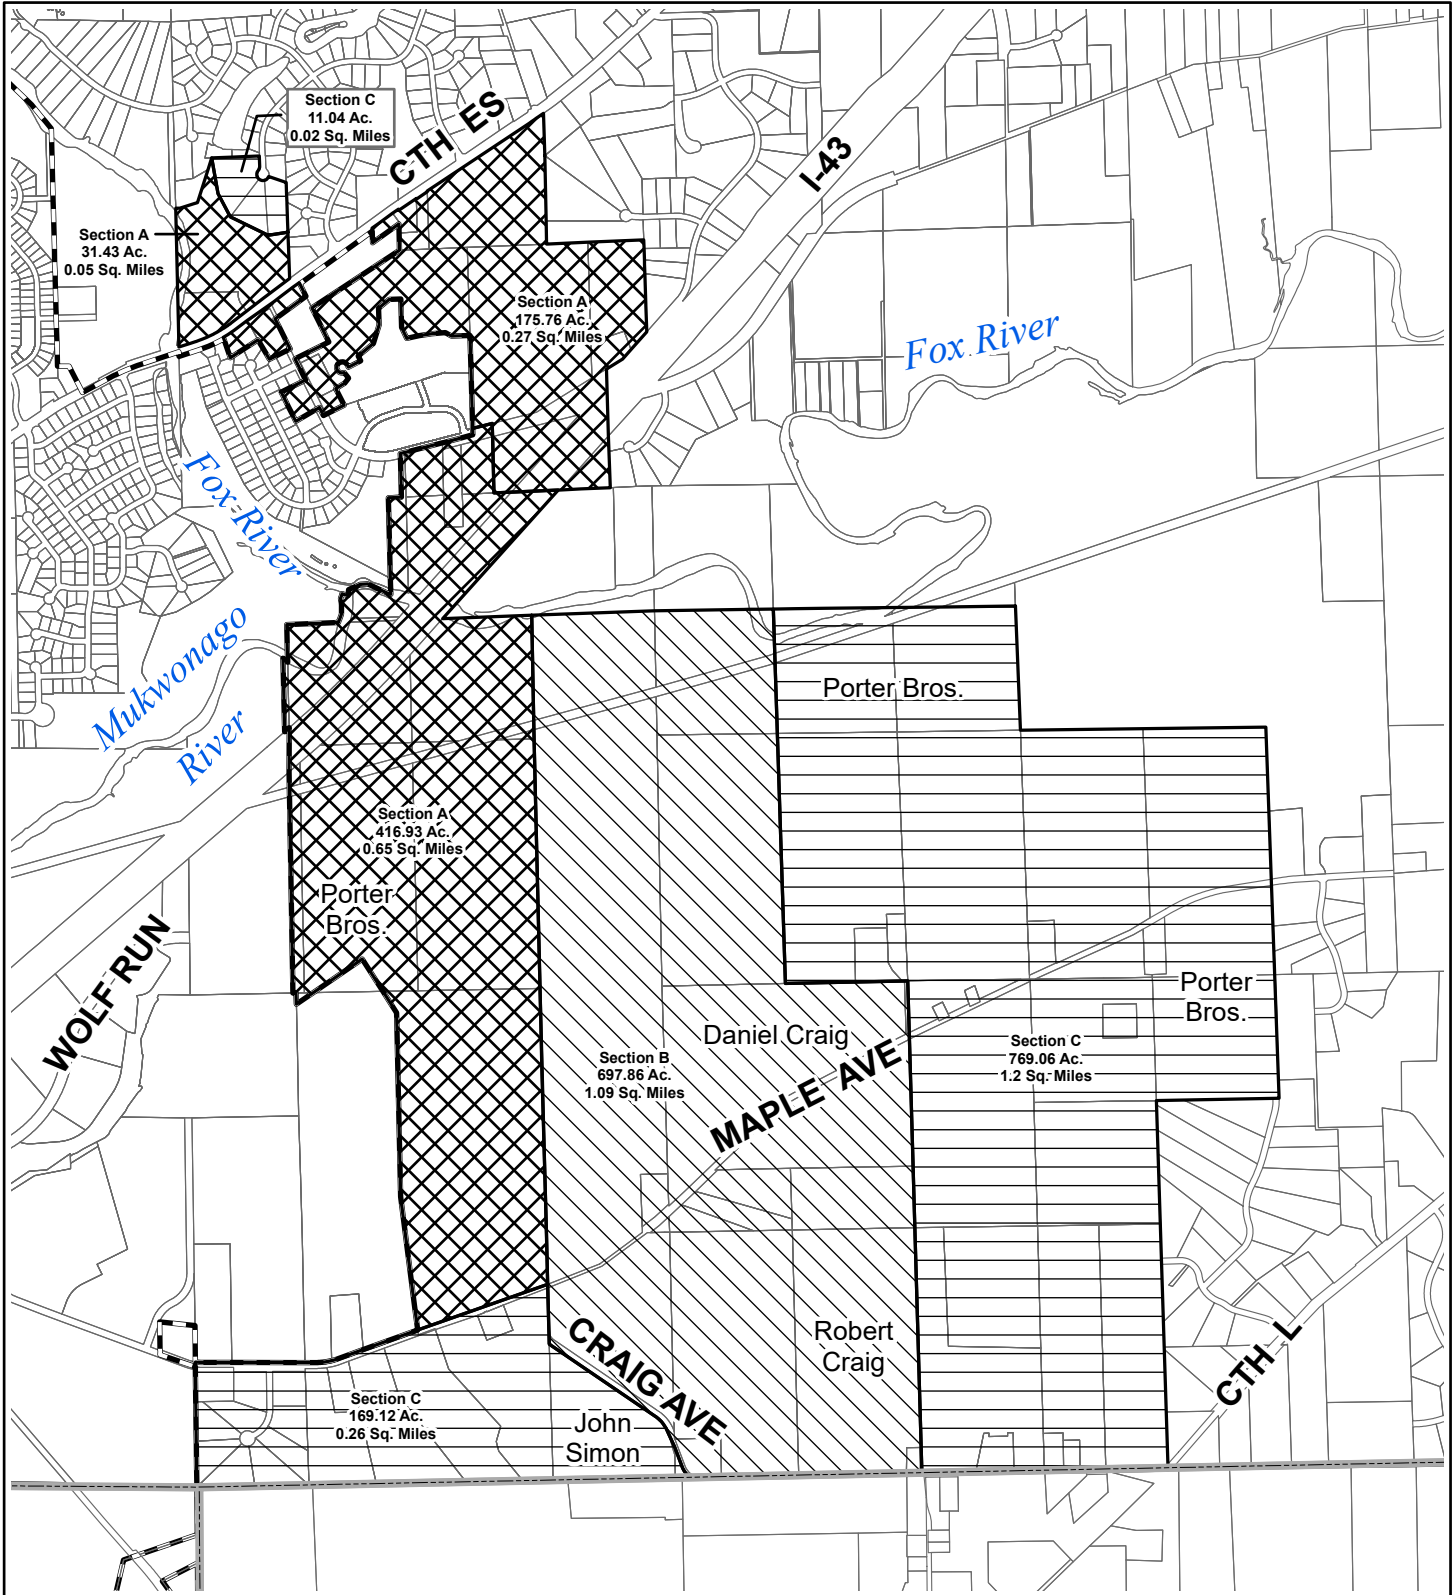 Section C
11.04 Ac.
0.02 Sq. Miles
CTH ES
I-43
Section A
31.43 Ac.
0.05 Sq. Miles
Section A
175.76 Ac.
0.27 Sq. Miles
Fox River
Fox River
Mukwonago
River
Porter Bros.
Section A
416.93 Ac.
0.65 Sq. Miles
Porter
Bros.
WOLF RUN
Porter
Bros.
Daniel Craig
Section B
697.86 Ac.
1.09 Sq. Miles
Section C
769.06 Ac.
1.2 Sq. Miles
MAPLE AVE
CRAIG AVE
Robert
Craig
CTH L
Section C
169.12 Ac.
0.26 Sq. Miles
John
Simon